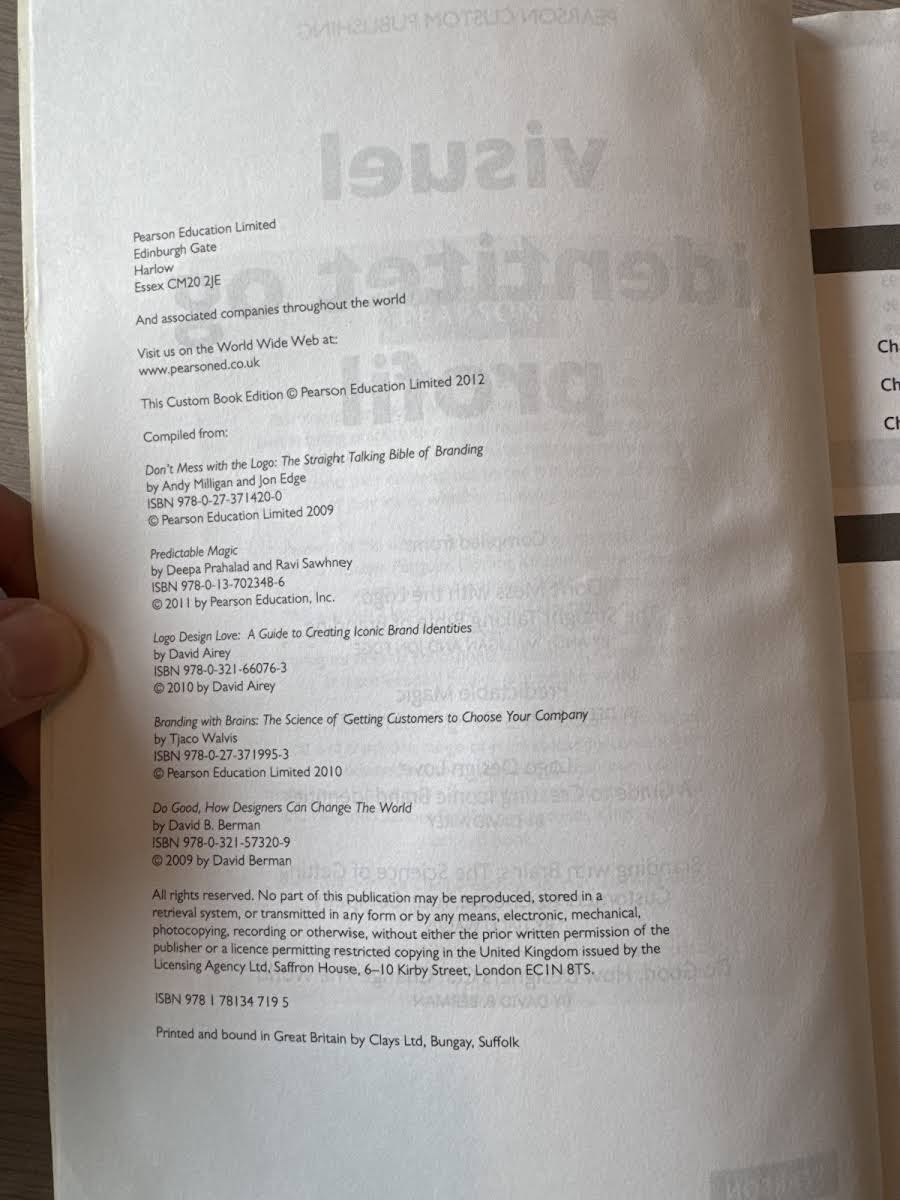 Pearson Education Limited
Edinburgh Gate
Harlow
Essex CM20 2JE
And associated companies throughout the world
Visit us on the World Wide Web at:
www.pearsoned.co.uk
This Custom Book Edition © Pearson Education Limited 2012
Compiled from:
Don't Mess with the Logo: The Straight Talking Bible of Branding
by Andy Milligan and Jon Edge
ISBN 978-0-27-371420-0
© Pearson Education Limited 2009
Predictable Magic
by Deepa Prahalad and Ravi Sawhney
ISBN 978-0-13-702348-6
© 2011 by Pearson Education, Inc.
Logo Design Love: A Guide to Creating Iconic Brand Identities
by David Airey
ISBN 978-0-321-66076-3
© 2010 by David Airey
Branding with Brains: The Science of Getting Customers to Choose Your Company
by Tjaco Walvis
ISBN 978-0-27-371995-3
© Pearson Education Limited 2010
Do Good, How Designers Can Change The World
by David B. Berman
ISBN 978-0-321-57320-9
© 2009 by David Berman
All rights reserved. No part of this publication may be reproduced, stored in a
retrieval system, or transmitted in any form or by any means, electronic, mechanical,
photocopying, recording or otherwise, without either the prior written permission of the
publisher or a licence permitting restricted copying in the United Kingdom issued by the
Licensing Agency Ltd, Saffron House, 6–10 Kirby Street, London EC1N 8TS.
ISBN 978 1 78134 719 5
Printed and bound in Great Britain by Clays Ltd, Bungay, Suffolk
PEARSON CUSTOM PUBLISHING
visuel
identitet og
profil
Ch
Ch
Ch